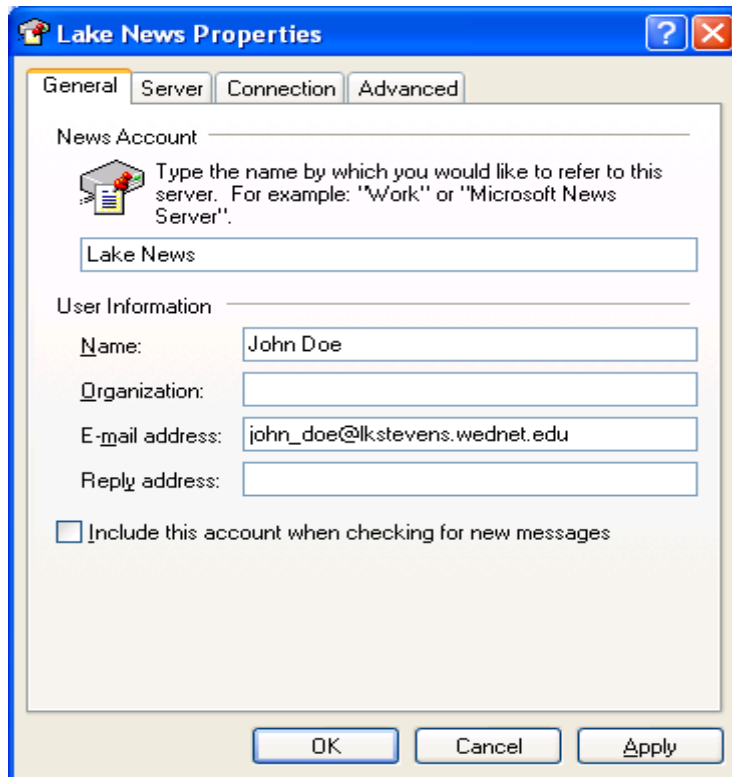 Lake News Properties
General Server Connection Advanced
News Account
Type the name by which you would like to refer to this
server. For example: "Work" or "Microsoft News
Server".
Lake News
User Information
Name: John Doe
Organization:
E-mail address: john_doe@lkstevens.wednet.edu
Reply address:
Include this account when checking for new messages
OK Cancel Apply